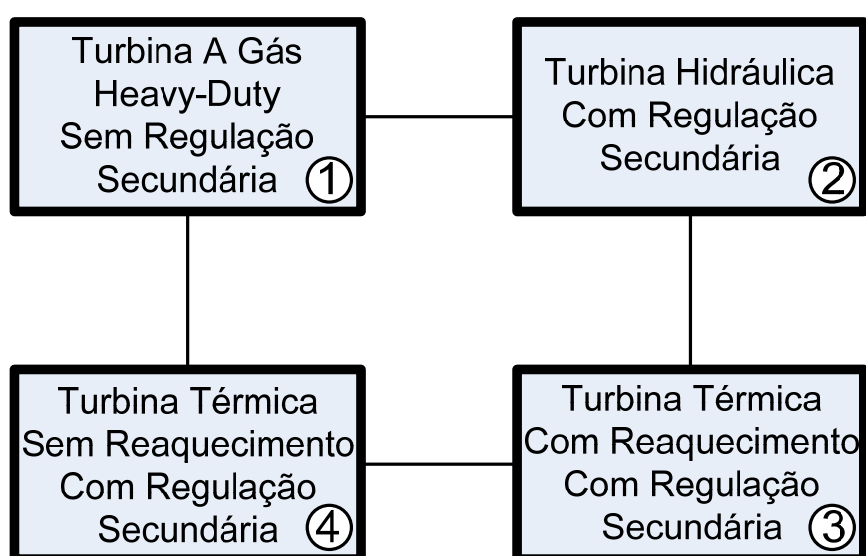 Turbina A Gás
Heavy-Duty
Sem Regulação
Secundária
1
Turbina Hidráulica
Com Regulação
Secundária
2
Turbina Térmica
Sem Reaquecimento
Com Regulação
Secundária
4
Turbina Térmica
Com Reaquecimento
Com Regulação
Secundária
3